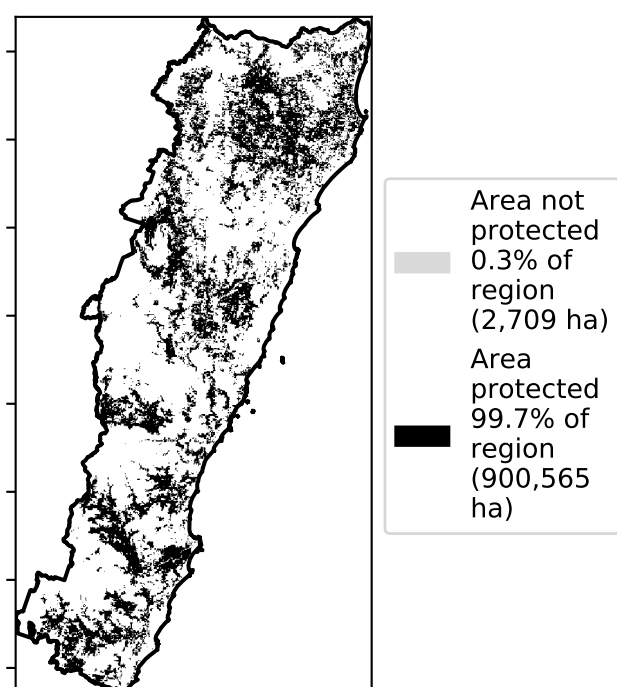 Area not
protected
0.3% of
region
(2,709 ha)
Area
protected
99.7% of
region
(900,565
ha)